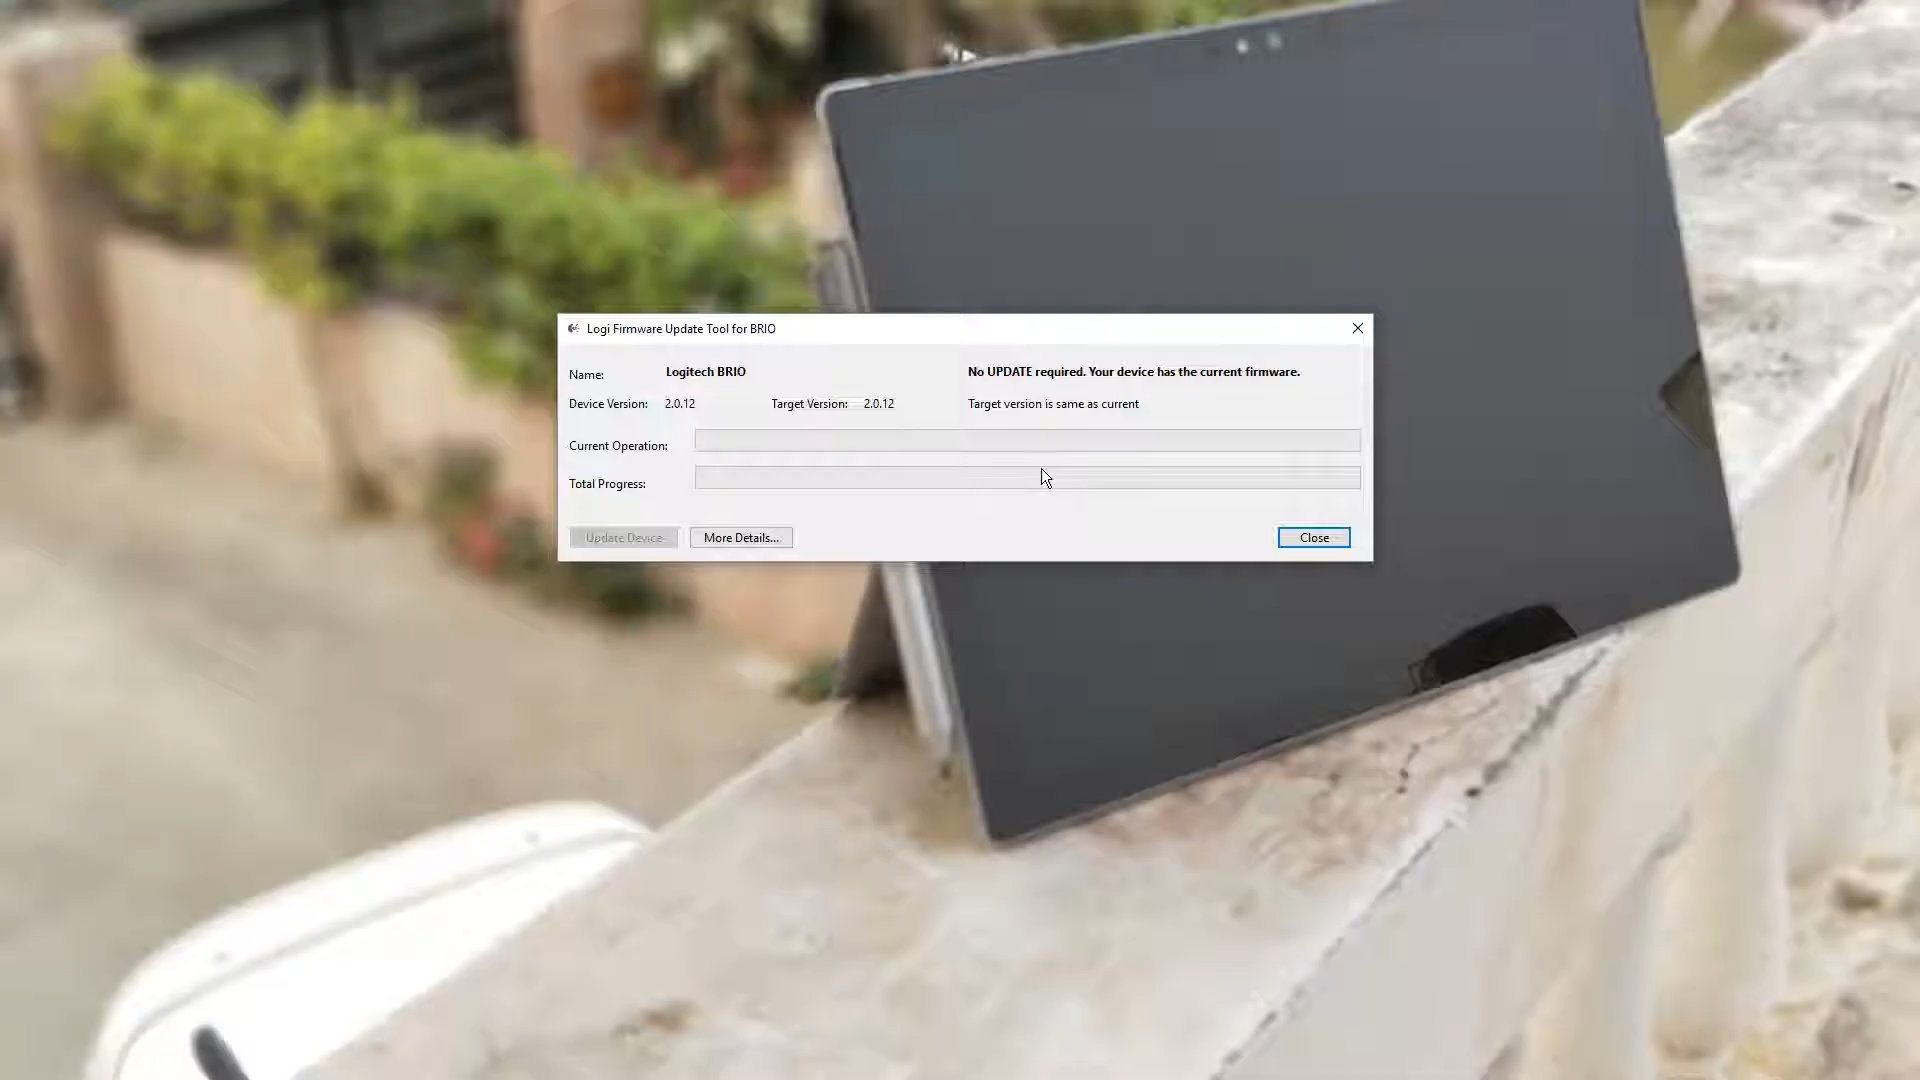 Logi Firmware Update Tool for BRIO
Name: Logitech BRIO No UPDATE required. Your device has the current firmware.
Device Version: 2.0.12 Target Version: 2.0.12 Target version is same as current
Current Operation:
Total Progress:
Update Device More Details... Close